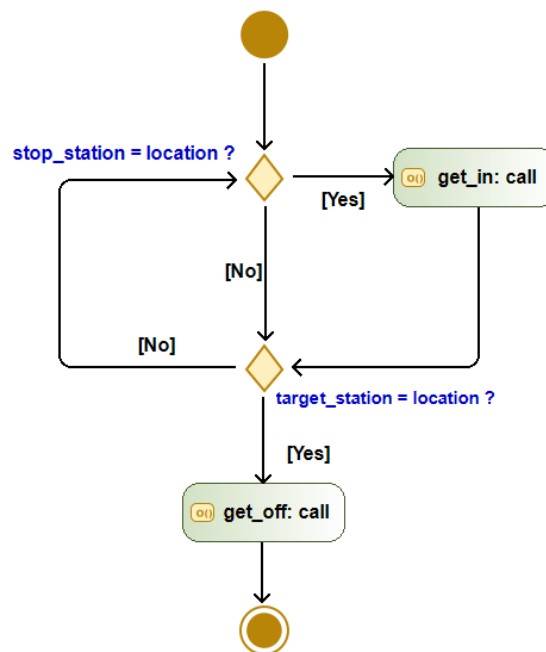 stop_station = location ?
[Yes]
o() get_in: call
[No]
[No]
target_station = location ?
[Yes]
o() get_off: call